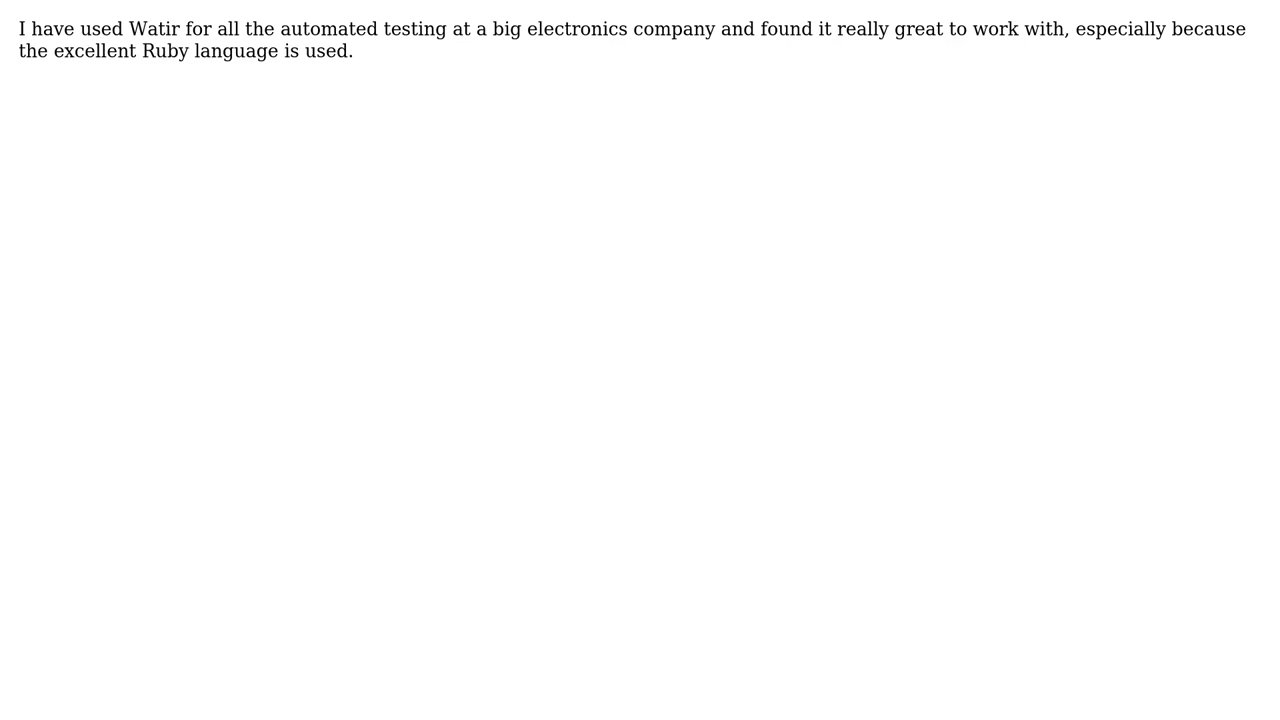 I have used Watir for all the automated testing at a big electronics company and found it really great to work with, especially because
the excellent Ruby language is used.